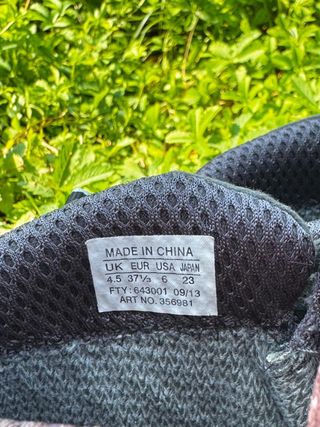 MADE IN CHINA
UK EUR USA JAPAN
4.5 37⅓ 6 23
FTY: 643001 09/13
ART NO. 356981